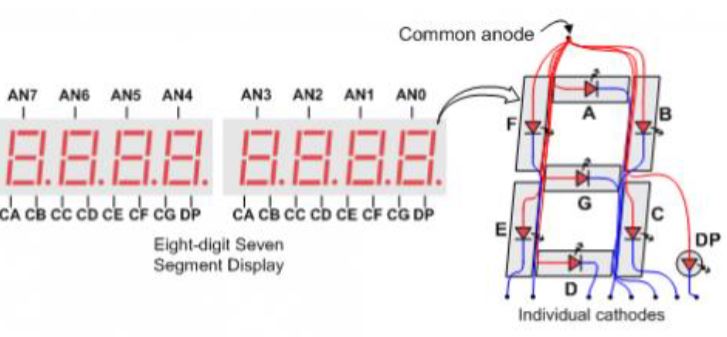 Common anode
AN7 AN6 AN5 AN4 AN3 AN2 AN1 AN0
CA CB CC CD CE CF CG DP CA CB CC CD CE CF CG DP
Eight-digit Seven
Segment Display
A
F
B
G
E
C
DP
D
Individual cathodes